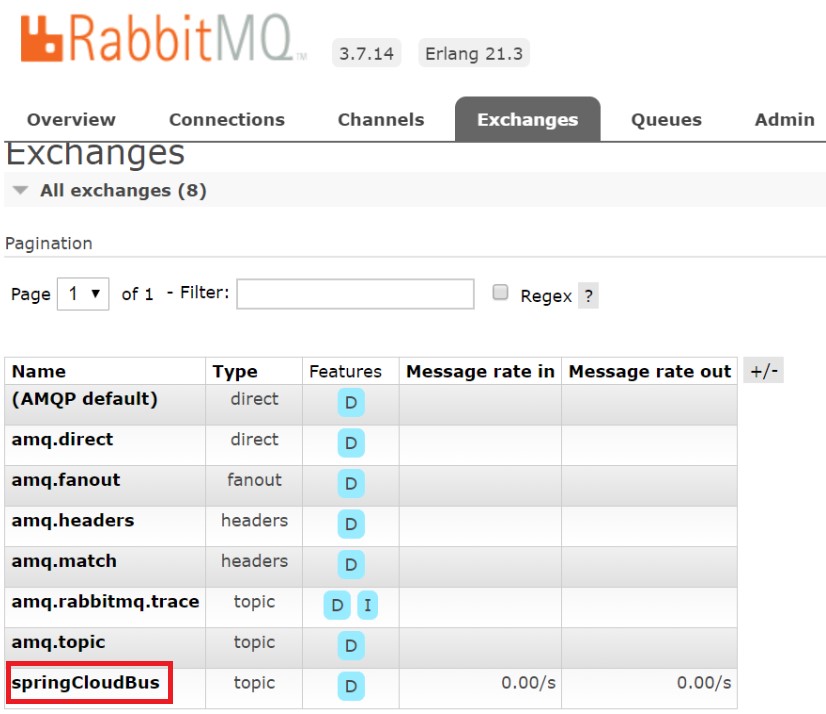 RabbitMQ TM 3.7.14 Erlang 21.3
Overview Connections Channels Exchanges Queues Admin
Exchanges
All exchanges (8)
Pagination
Page 1 of 1 - Filter: Regex ?
Name Type Features Message rate in Message rate out +/-
(AMQP default) direct D
amq.direct direct D
amq.fanout fanout D
amq.headers headers D
amq.match headers D
amq.rabbitmq.trace topic D I
amq.topic topic D
springCloudBus topic D 0.00/s 0.00/s